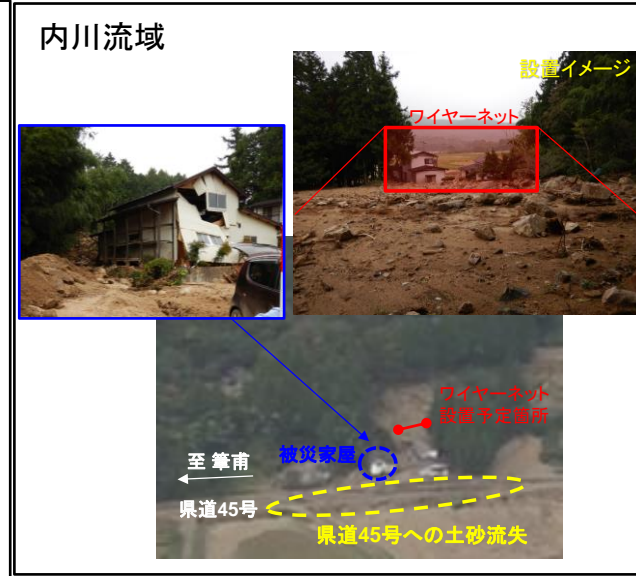 内川流域
設置イメージ
ワイヤーネット
ワイヤーネット
設置予定箇所
被災家屋
至 筆甫
県道45号
県道45号への土砂流失